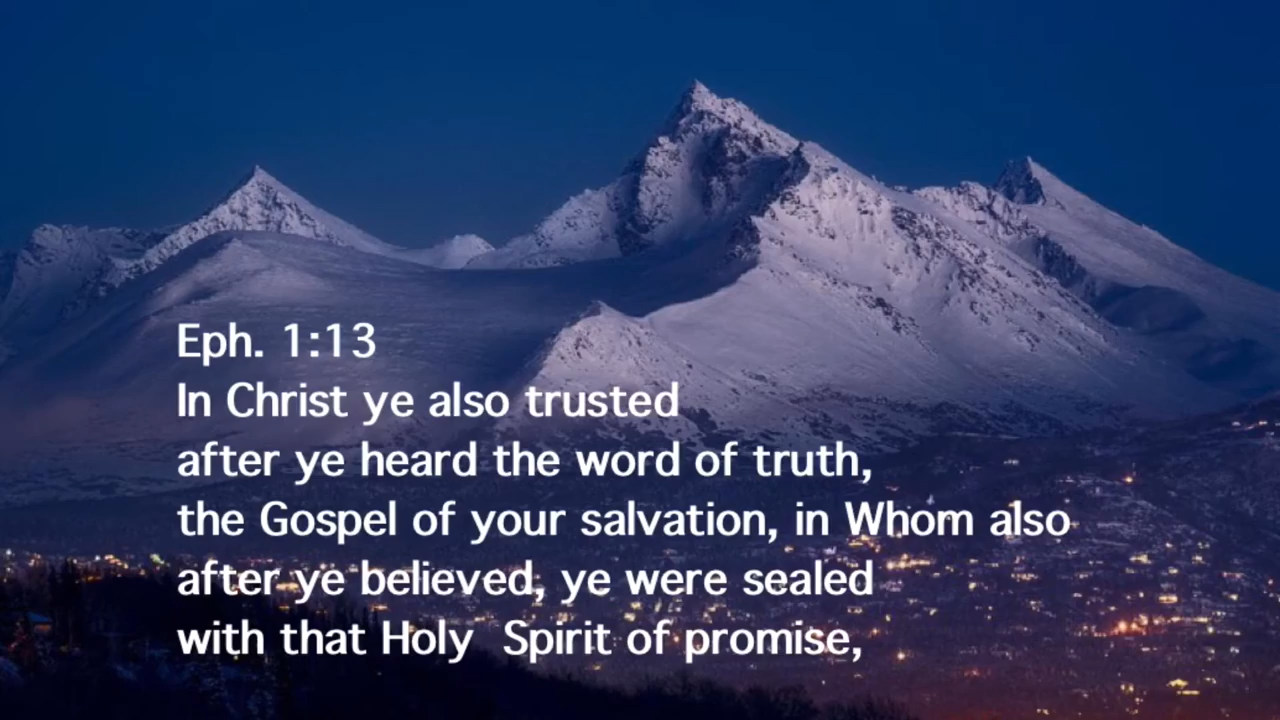 Eph. 1:13
In Christ ye also trusted
after ye heard the word of truth,
the Gospel of your salvation, in Whom also
after ye believed, ye were sealed
with that Holy  Spirit of promise,